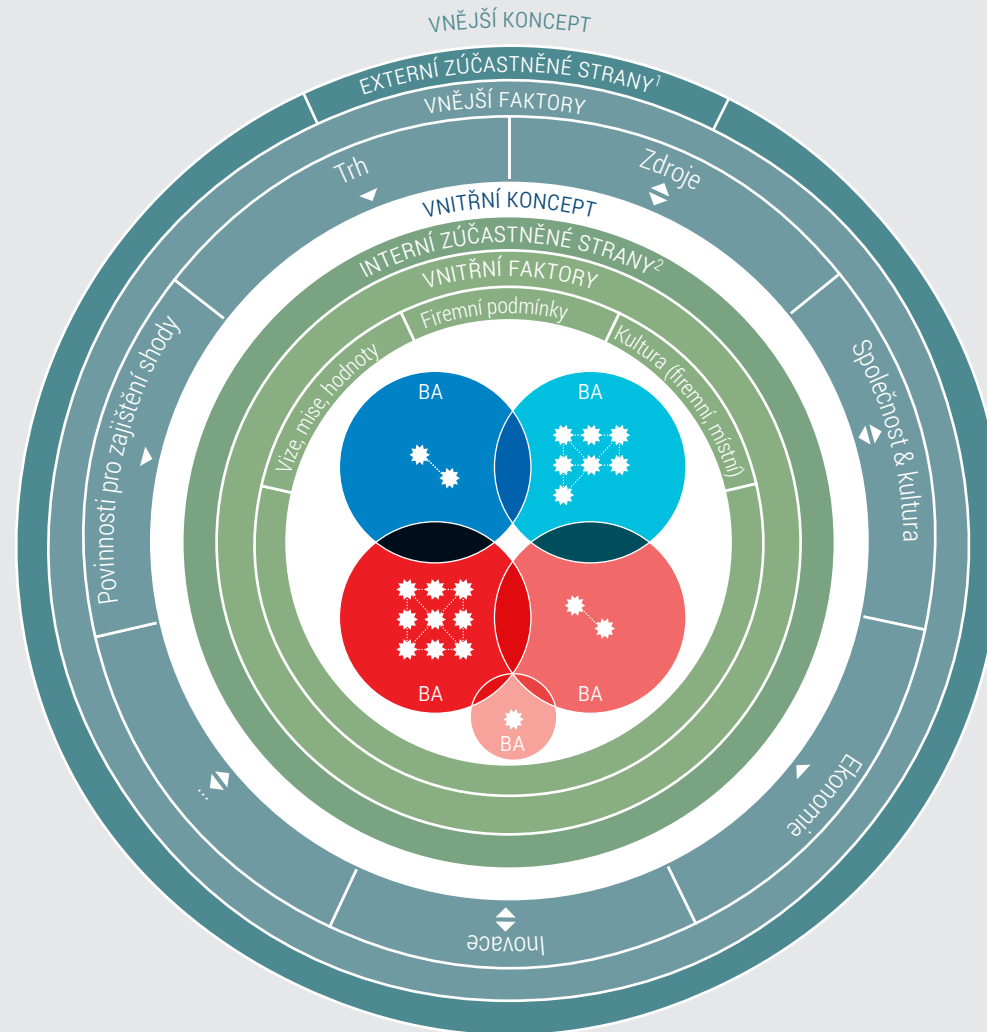 VNĚJŠÍ KONCEPT
EXTERNÍ ZÚČASTNĚNÉ STRANY¹
VNĚJŠÍ FAKTORY
Trh
Zdroje
Společnost & kultura
Ekonomie
Inovace
...
Povinnosti pro zajištění shody
VNITŘNÍ KONCEPT
INTERNÍ ZÚČASTNĚNÉ STRANY²
VNITŘNÍ FAKTORY
Vize, mise, hodnoty
Firemní podmínky
Kultura (firemní, místní)
BA
BA
BA
BA
BA